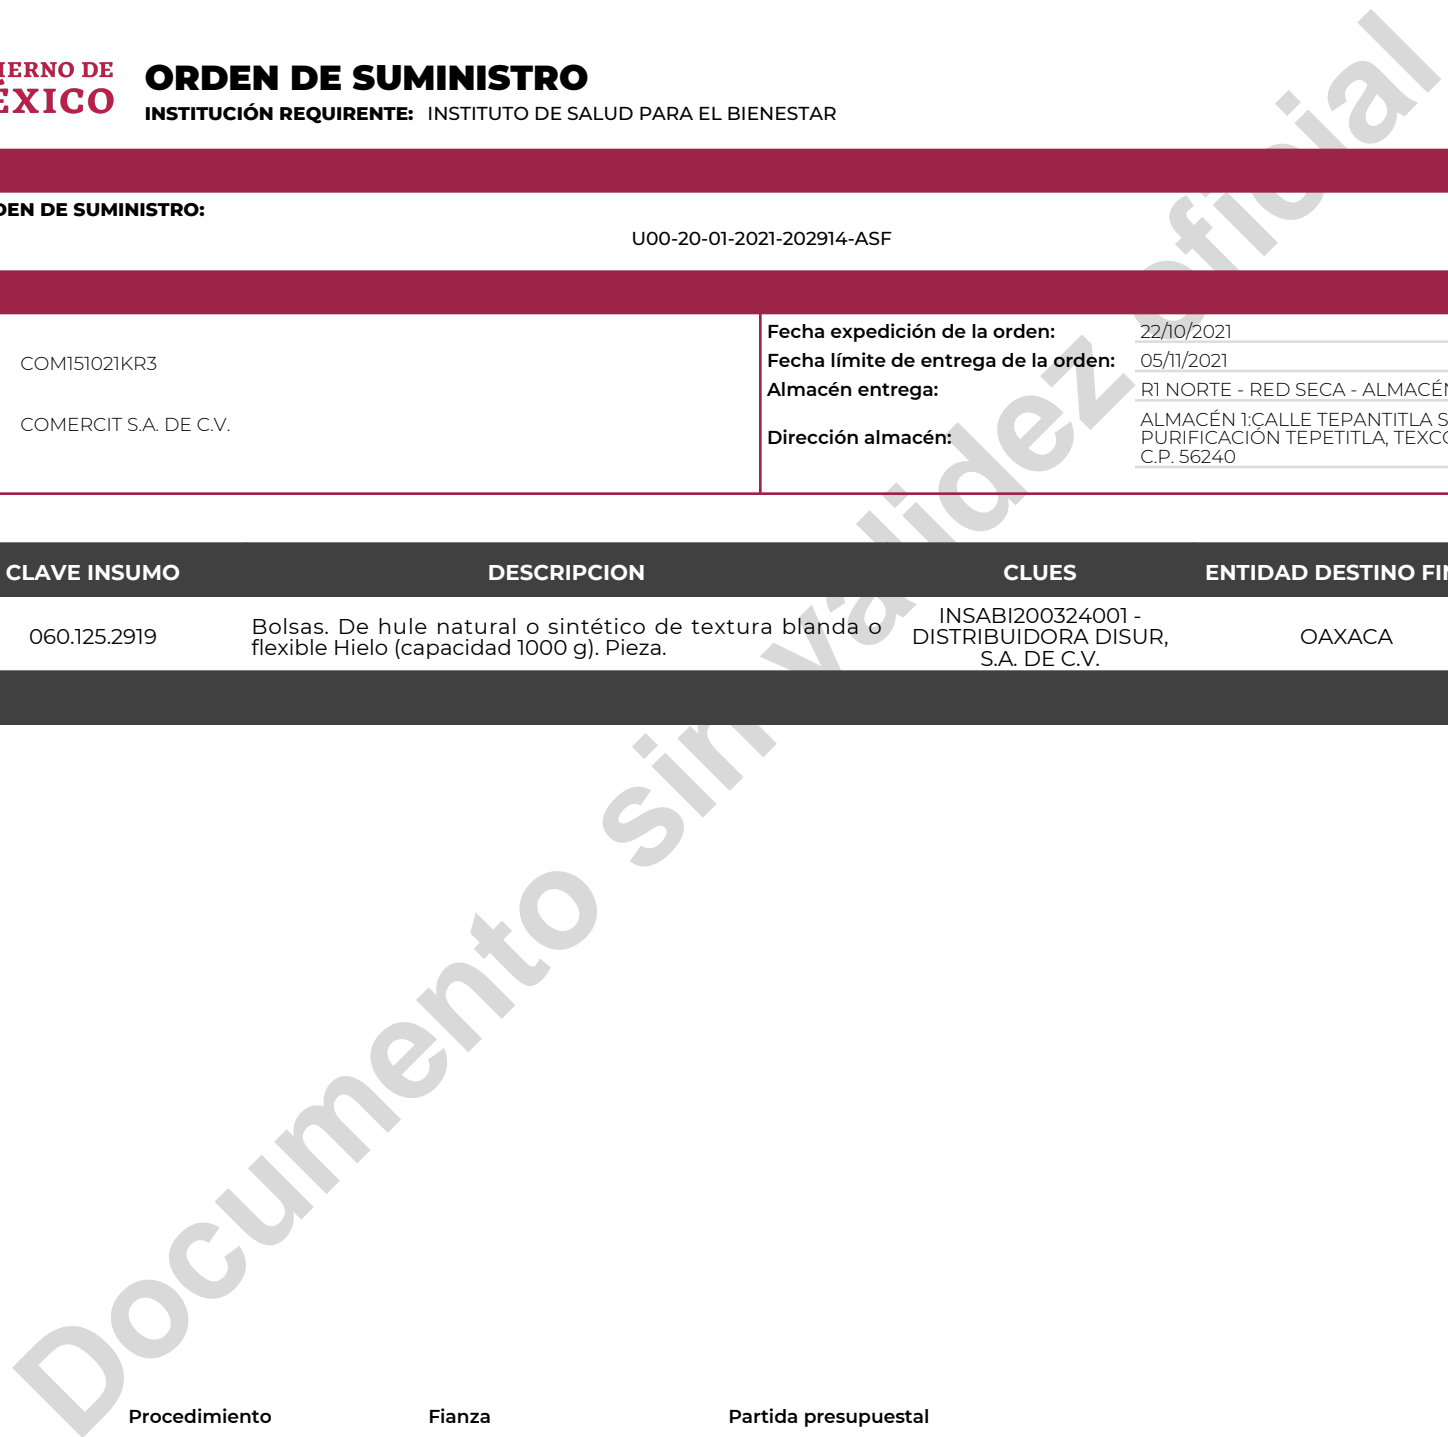 IERNO DE
ÉXICO
ORDEN DE SUMINISTRO
INSTITUCIÓN REQUIRENTE: INSTITUTO DE SALUD PARA EL BIENESTAR
DEN DE SUMINISTRO:
U00-20-01-2021-202914-ASF
COM151021KR3
COMERCIT S.A. DE C.V.
Fecha expedición de la orden: 22/10/2021
Fecha límite de entrega de la orden: 05/11/2021
Almacén entrega: R1 NORTE - RED SECA - ALMACÉN
Dirección almacén: ALMACÉN 1:CALLE TEPANTITLA S
PURIFICACIÓN TEPETITLA, TEXCO
C.P. 56240
CLAVE INSUMO DESCRIPCION CLUES ENTIDAD DESTINO FIN
060.125.2919
Bolsas. De hule natural o sintético de textura blanda o
flexible Hielo (capacidad 1000 g). Pieza.
INSABI200324001 -
DISTRIBUIDORA DISUR,
S.A. DE C.V.
OAXACA
Documento sin validez oficial
Procedimiento Fianza Partida presupuestal